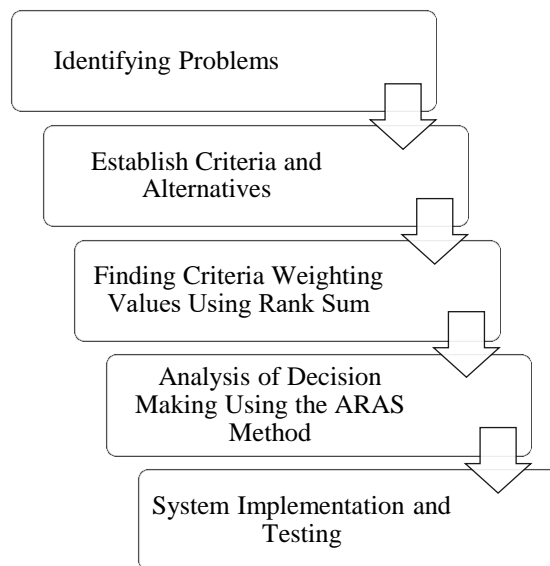 Identifying Problems
Establish Criteria and
Alternatives
Finding Criteria Weighting
Values Using Rank Sum
Analysis of Decision
Making Using the ARAS
Method
System Implementation and
Testing